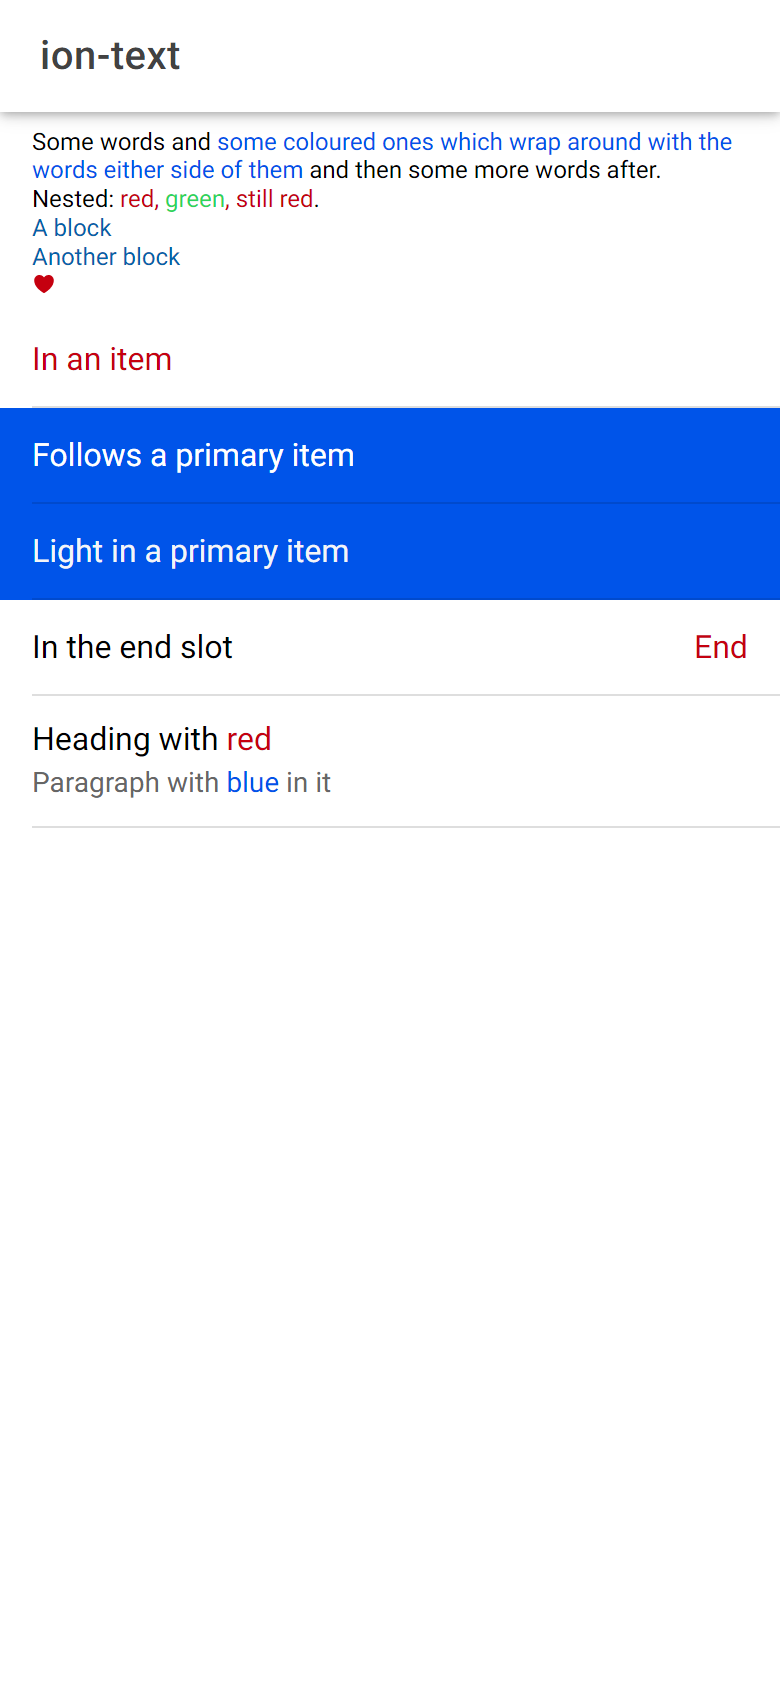 ion-text
Some words and some coloured ones which wrap around with the
words either side of them and then some more words after.
Nested: red, green, still red.
A block
Another block
In an item
Follows a primary item
Light in a primary item
In the end slot End
Heading with red
Paragraph with blue in it